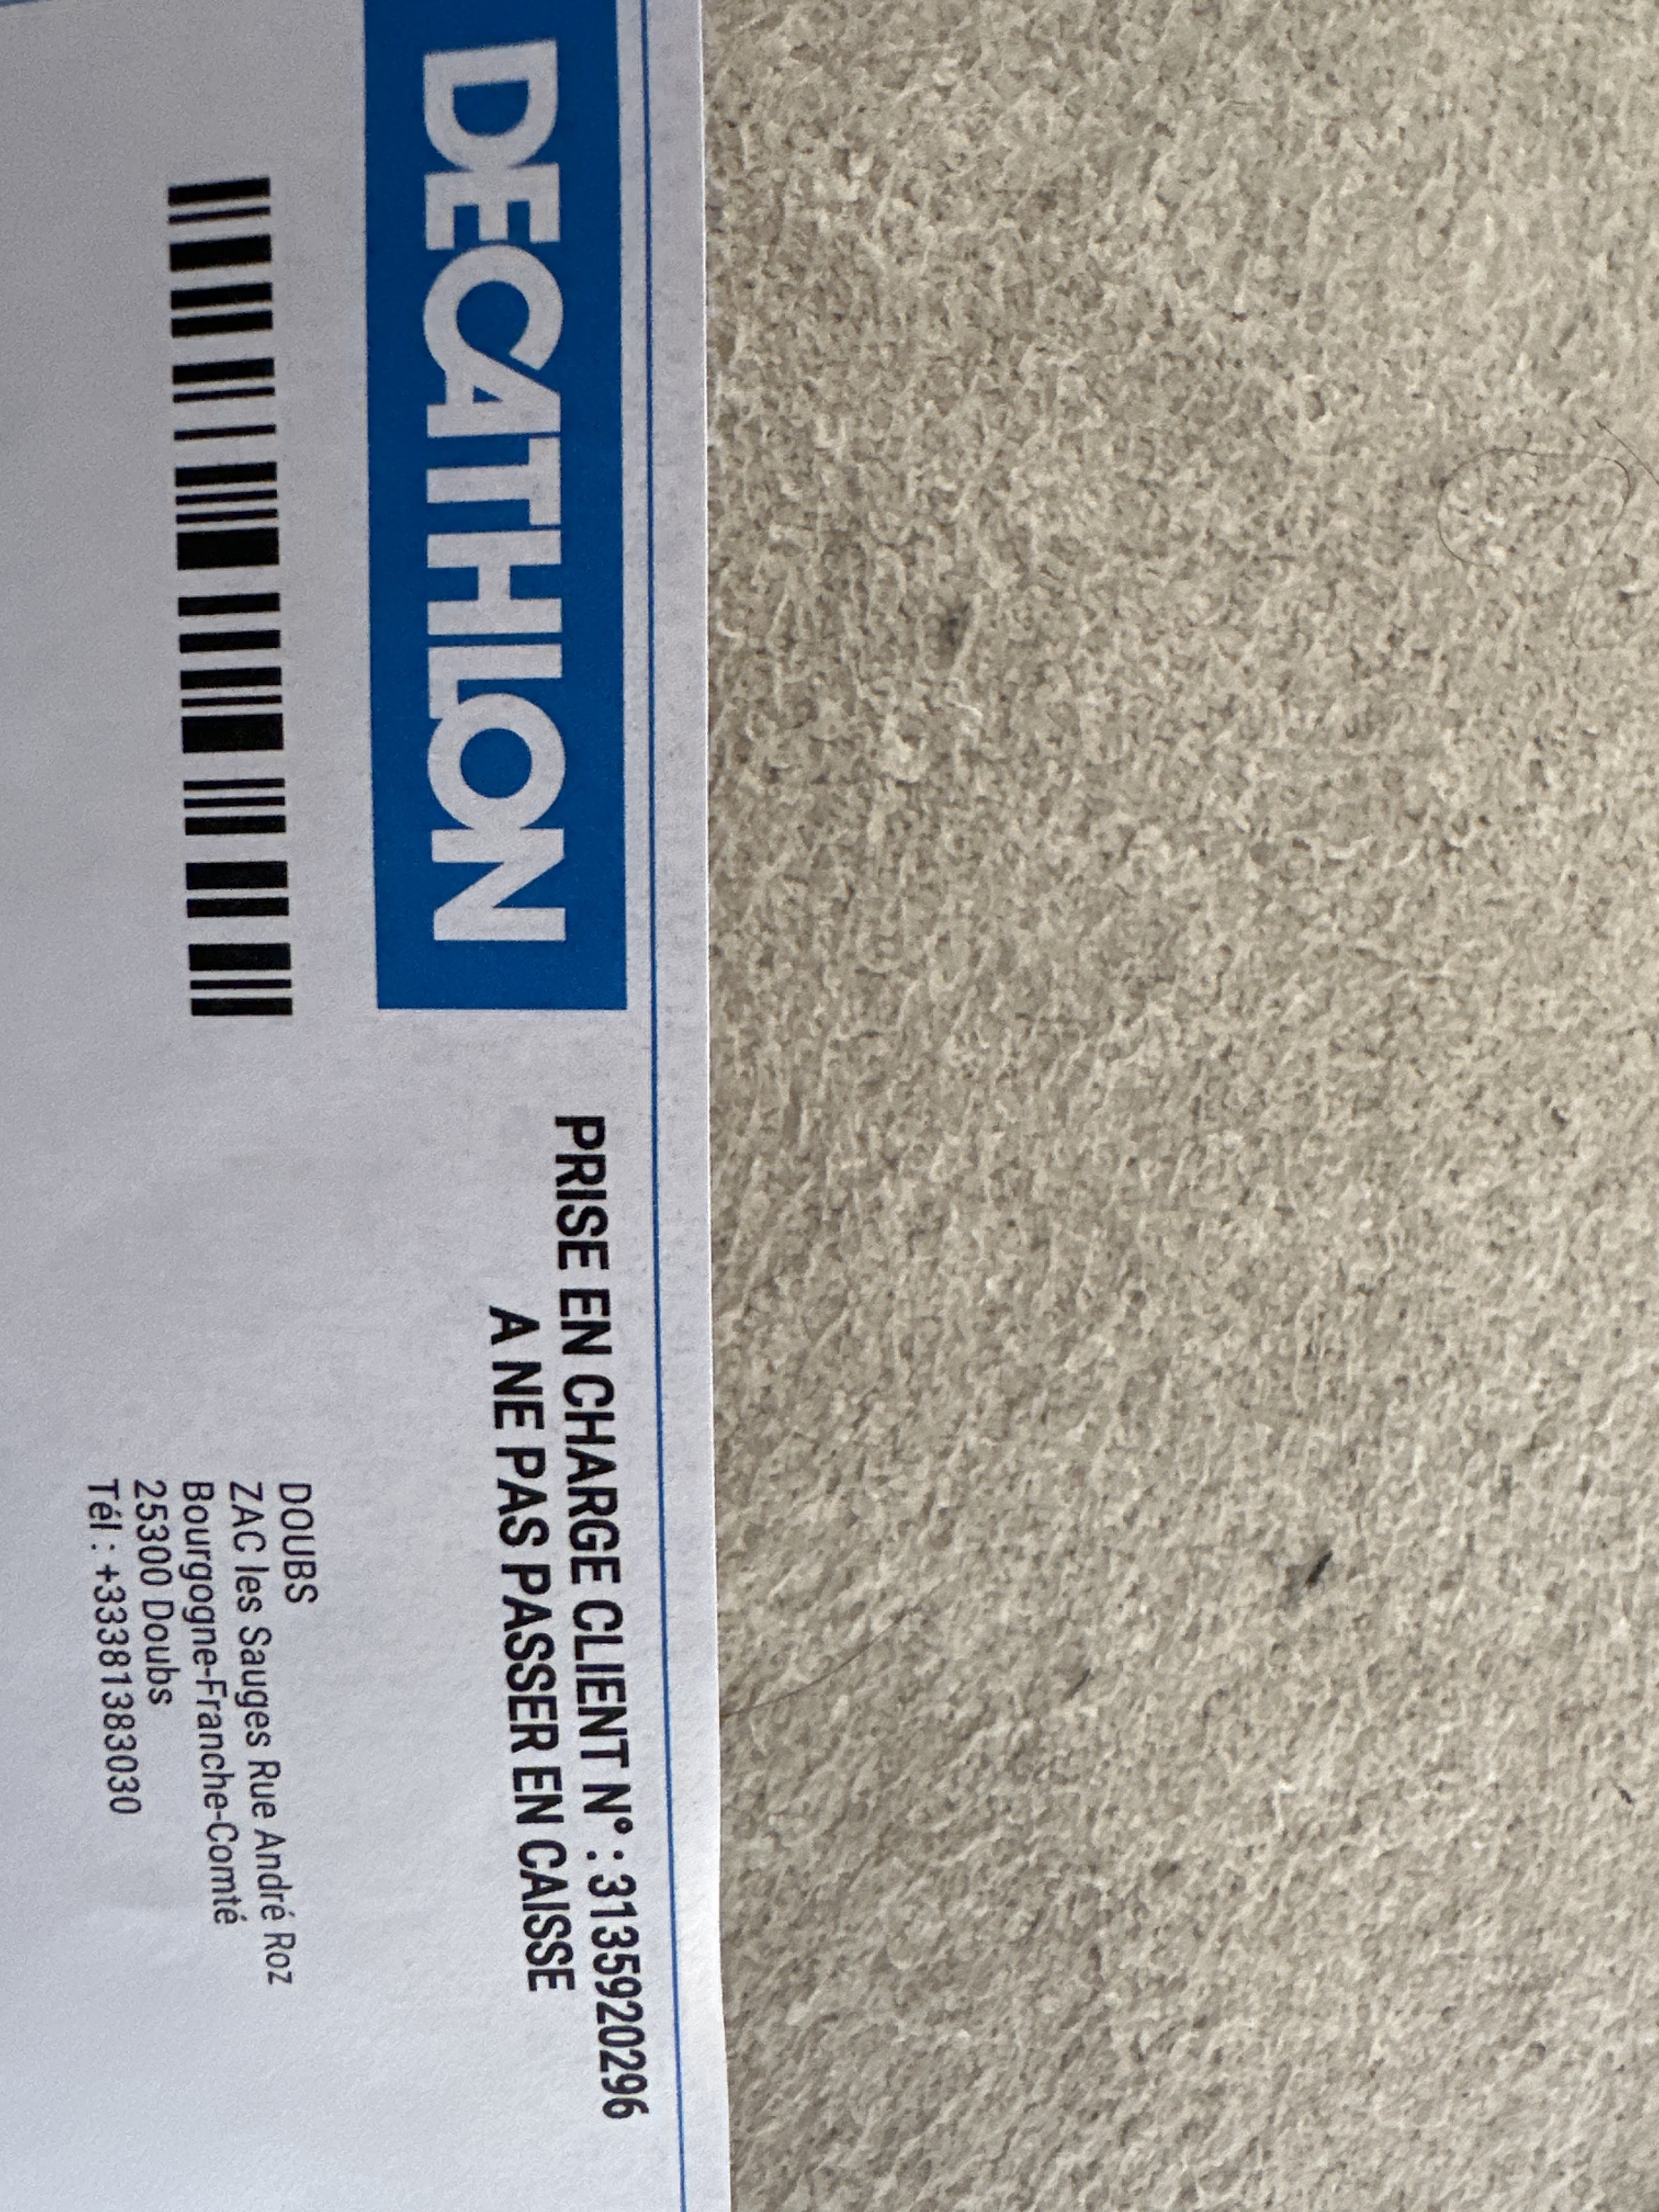 DECATHLON
PRISE EN CHARGE CLIENT N° : 3135920296
A NE PAS PASSER EN CAISSE
DOUBS
ZAC les Sauges Rue André Roz
Bourgogne-Franche-Comté
25300 Doubs
Tél : +33381383030